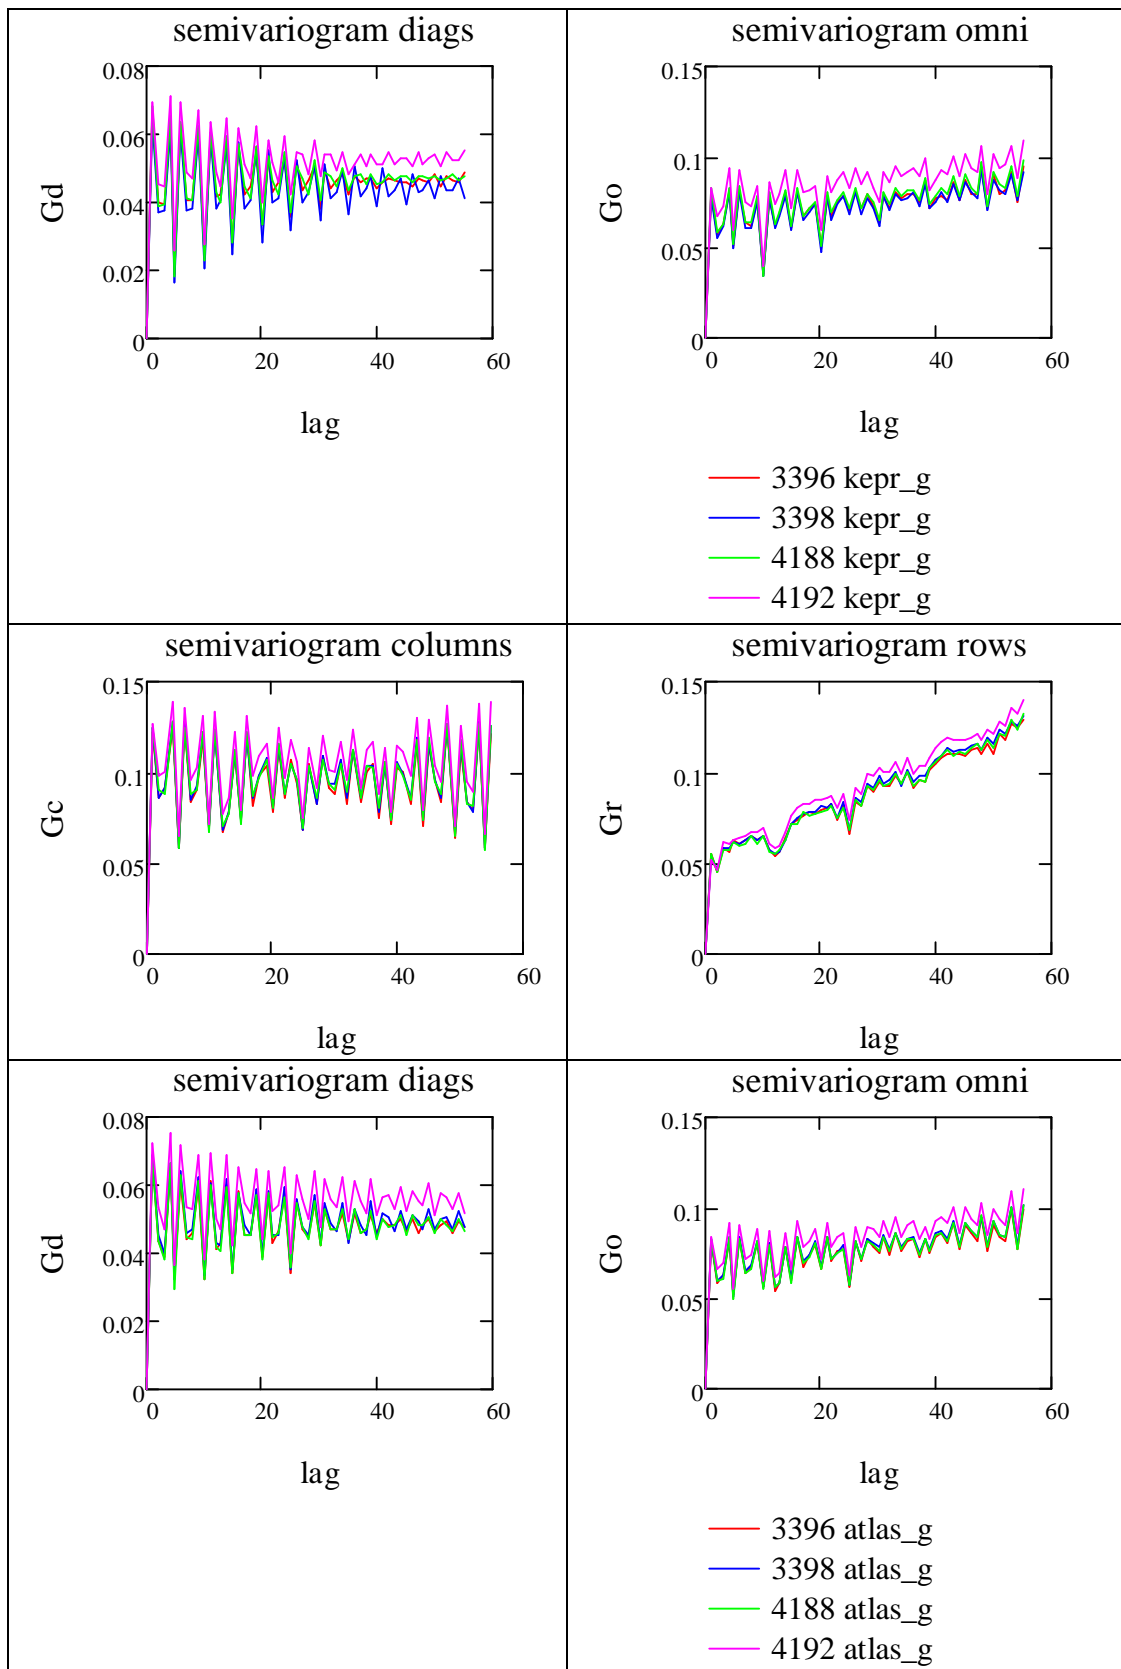 semivariogram diags
0.08
0.06
0.04
0.02
0
Gd
0 20 40 60
lag
semivariogram omni
0.15
0.1
0.05
0
Go
0 20 40 60
lag
3396 kepr_g
3398 kepr_g
4188 kepr_g
4192 kepr_g
semivariogram columns
0.15
0.1
0.05
0
Gc
0 20 40 60
lag
semivariogram rows
0.15
0.1
0.05
0
Gr
0 20 40 60
lag
semivariogram diags
0.08
0.06
0.04
0.02
0
Gd
0 20 40 60
lag
semivariogram omni
0.15
0.1
0.05
0
Go
0 20 40 60
lag
3396 atlas_g
3398 atlas_g
4188 atlas_g
4192 atlas_g